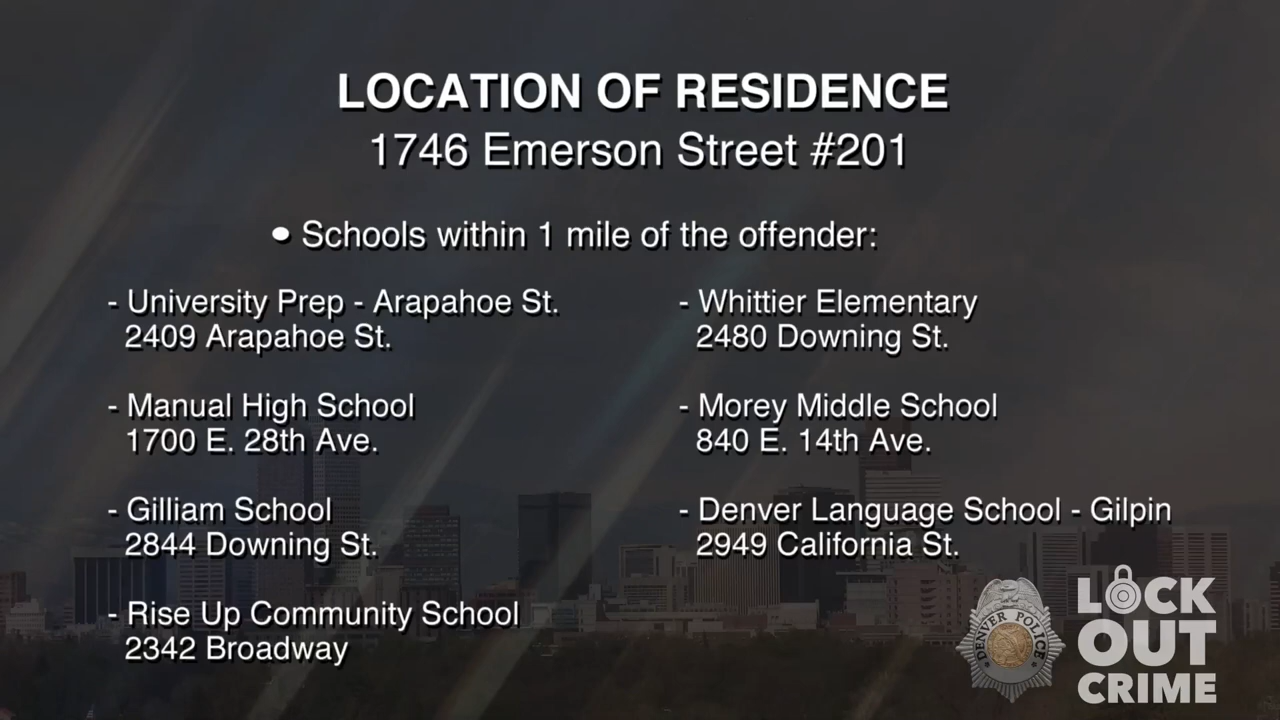 LOCATION OF RESIDENCE
1746 Emerson Street #201
• Schools within 1 mile of the offender:
- University Prep - Arapahoe St.
2409 Arapahoe St.
- Manual High School
1700 E. 28th Ave.
- Gilliam School
2844 Downing St.
- Rise Up Community School
2342 Broadway
- Whittier Elementary
2480 Downing St.
- Morey Middle School
840 E. 14th Ave.
- Denver Language School - Gilpin
2949 California St.
DENVER POLICE
LOCK
OUT
CRIME